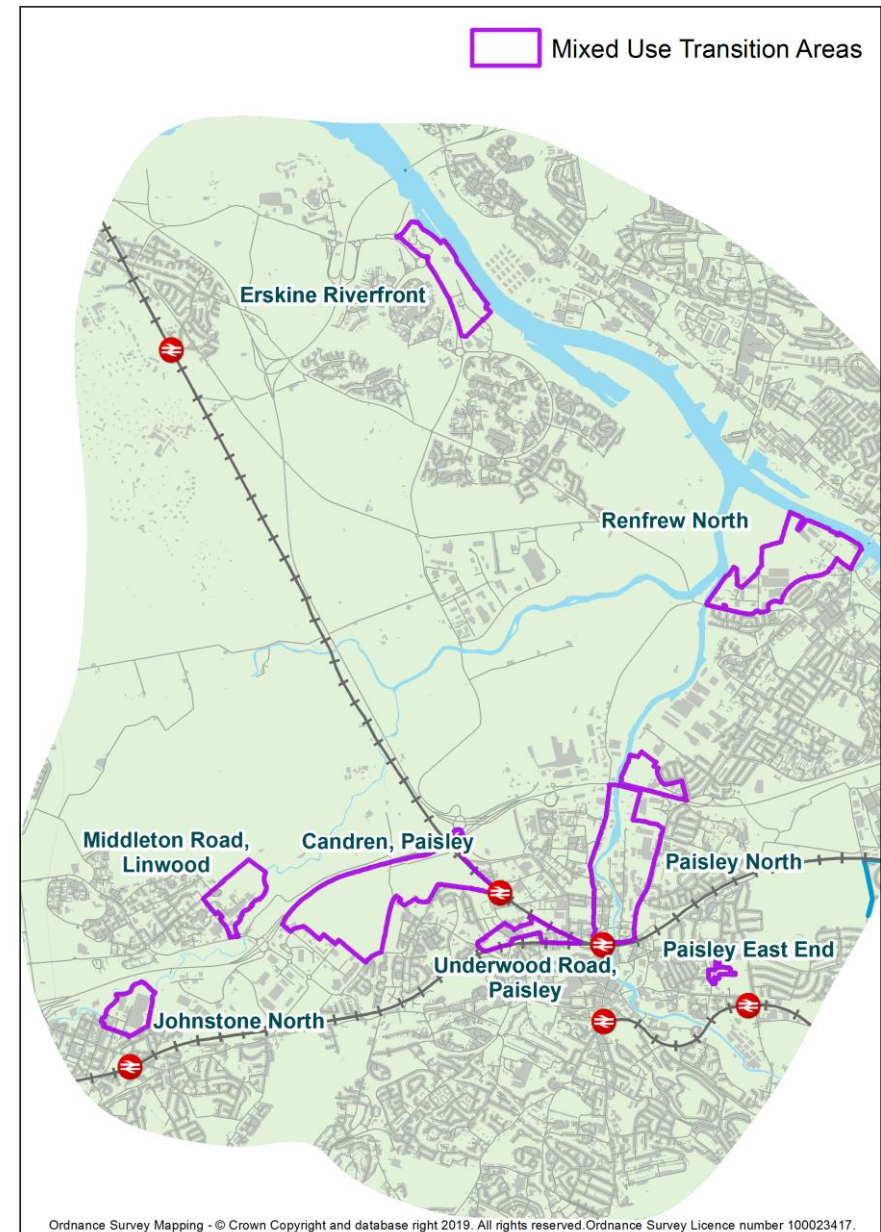 Mixed Use Transition Areas
Erskine Riverfront
Renfrew North
Middleton Road,
Linwood
Candren, Paisley
Paisley North
Underwood Road,
Paisley
Paisley East End
Johnstone North
Ordnance Survey Mapping - © Crown Copyright and database right 2019. All rights reserved.Ordnance Survey Licence number 100023417.